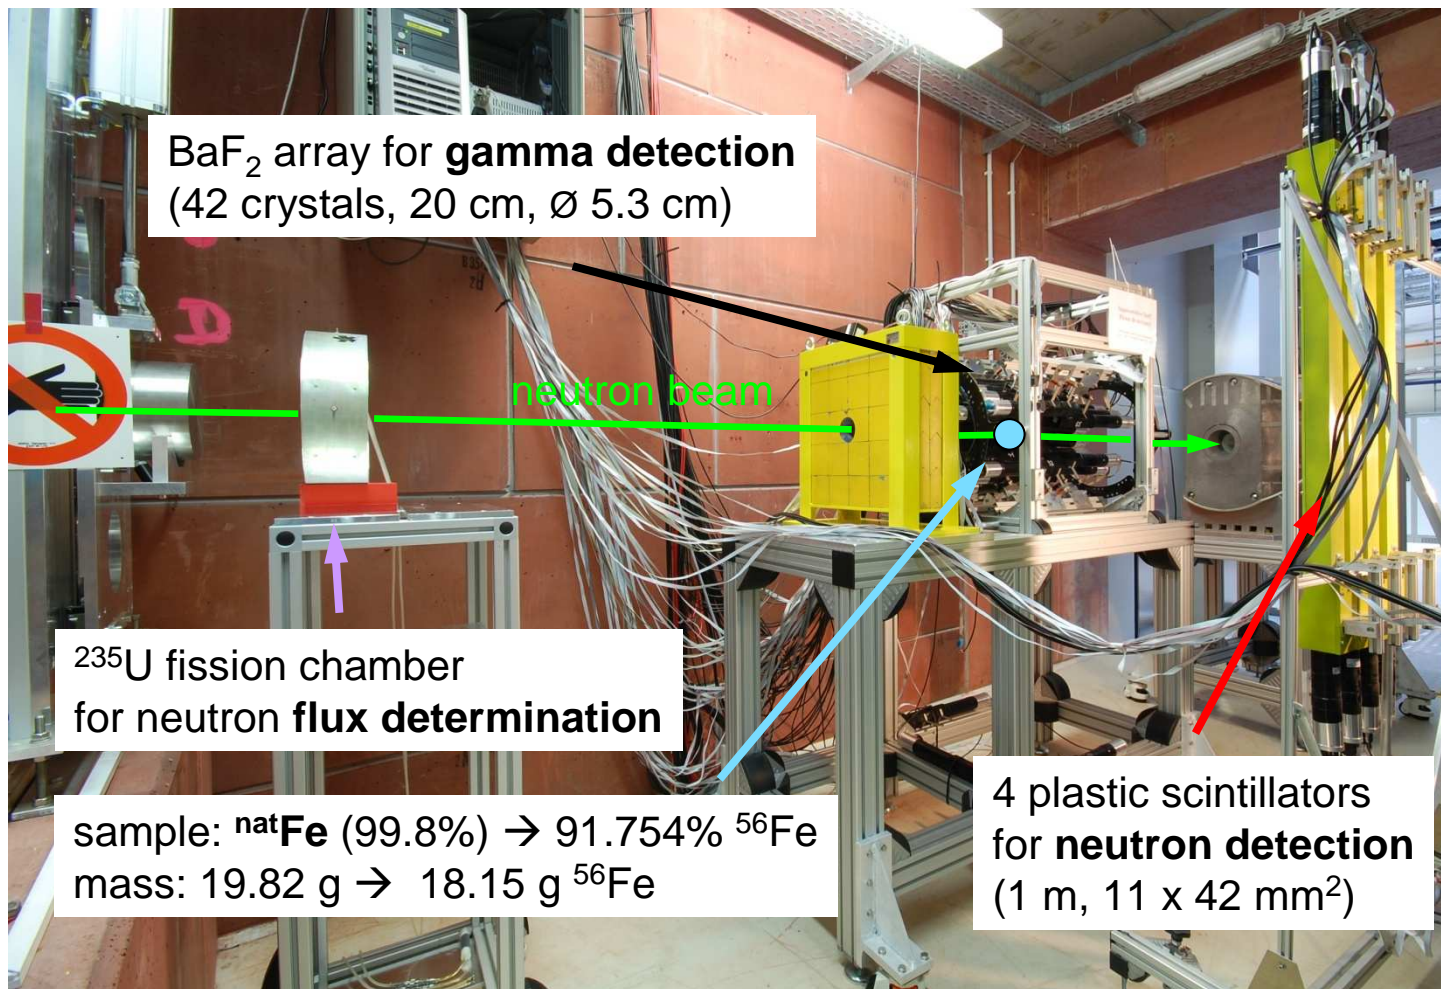 BaF₂ array for gamma detection
(42 crystals, 20 cm, Ø 5.3 cm)
neutron beam
²³⁵U fission chamber
for neutron flux determination
sample: ⁿᵃᵗFe (99.8%) → 91.754% ⁵⁶Fe
mass: 19.82 g → 18.15 g ⁵⁶Fe
4 plastic scintillators
for neutron detection
(1 m, 11 x 42 mm²)